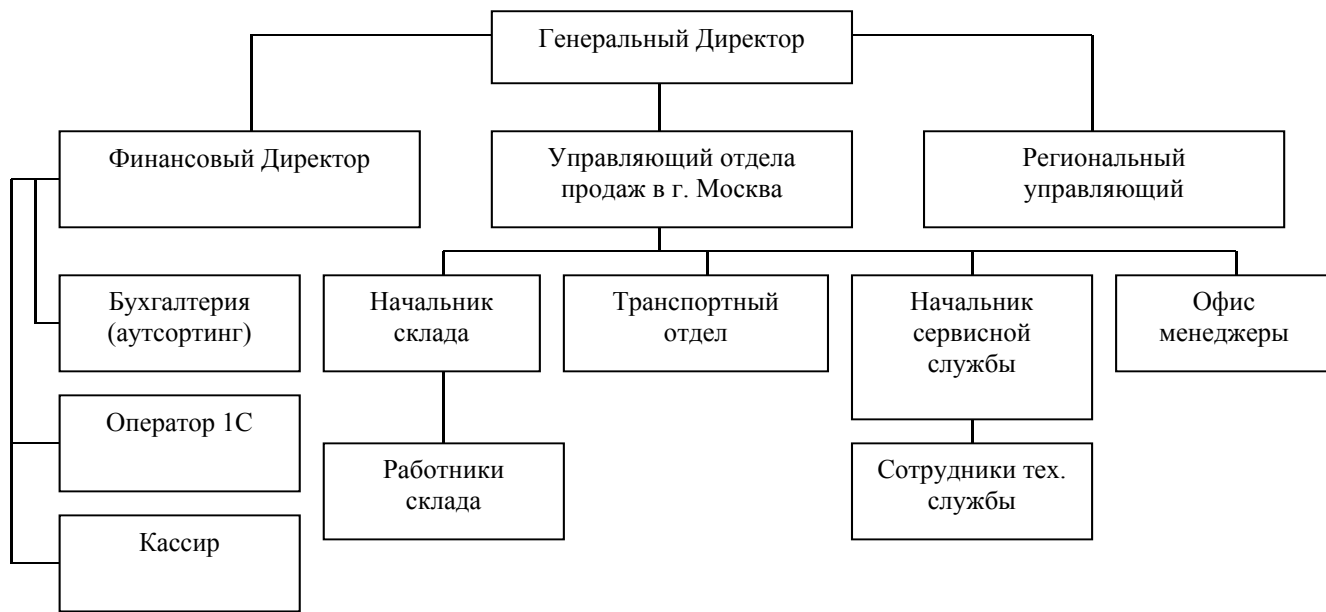 Генеральный Директор
Финансовый Директор
Управляющий отдела
продаж в г. Москва
Региональный
управляющий
Бухгалтерия
(аутсортинг)
Начальник
склада
Транспортный
отдел
Начальник
сервисной
службы
Офис
менеджеры
Оператор 1С
Работники
склада
Сотрудники тех.
службы
Кассир